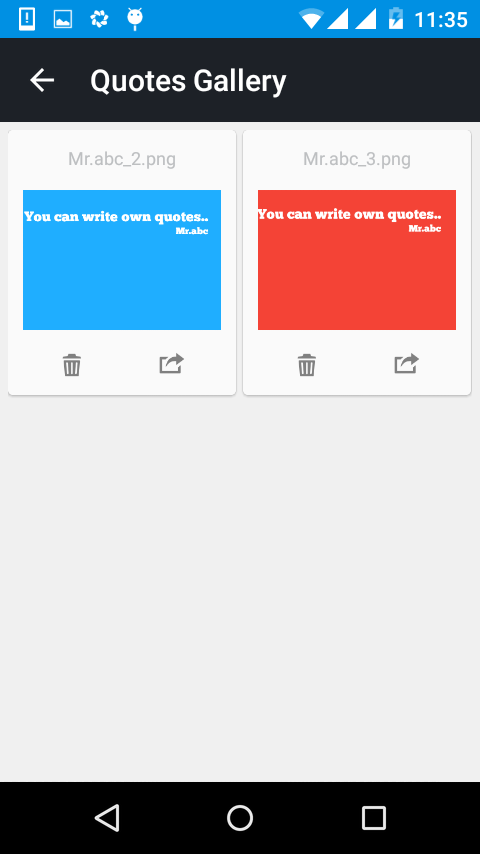 11:35
Quotes Gallery
Mr.abc_2.png
You can write own quotes..
Mr.abc
Mr.abc_3.png
You can write own quotes..
Mr.abc